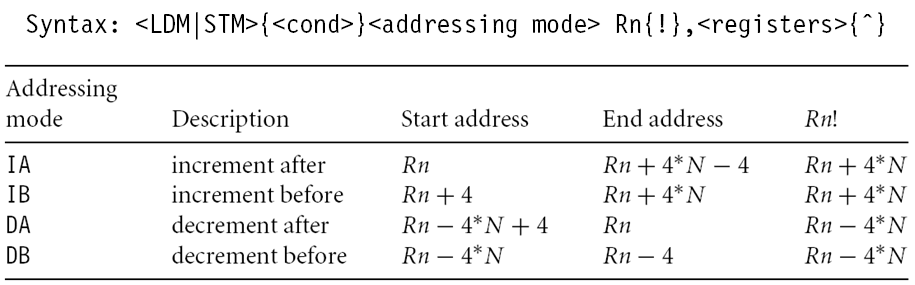 Syntax: <LDM|STM>{<cond>}<addressing mode> Rn{!},<registers>{^}
Addressing
mode Description Start address End address Rn!
IA increment after Rn Rn + 4*N − 4 Rn + 4*N
IB increment before Rn + 4 Rn + 4*N Rn + 4*N
DA decrement after Rn − 4*N + 4 Rn Rn − 4*N
DB decrement before Rn − 4*N Rn − 4 Rn − 4*N